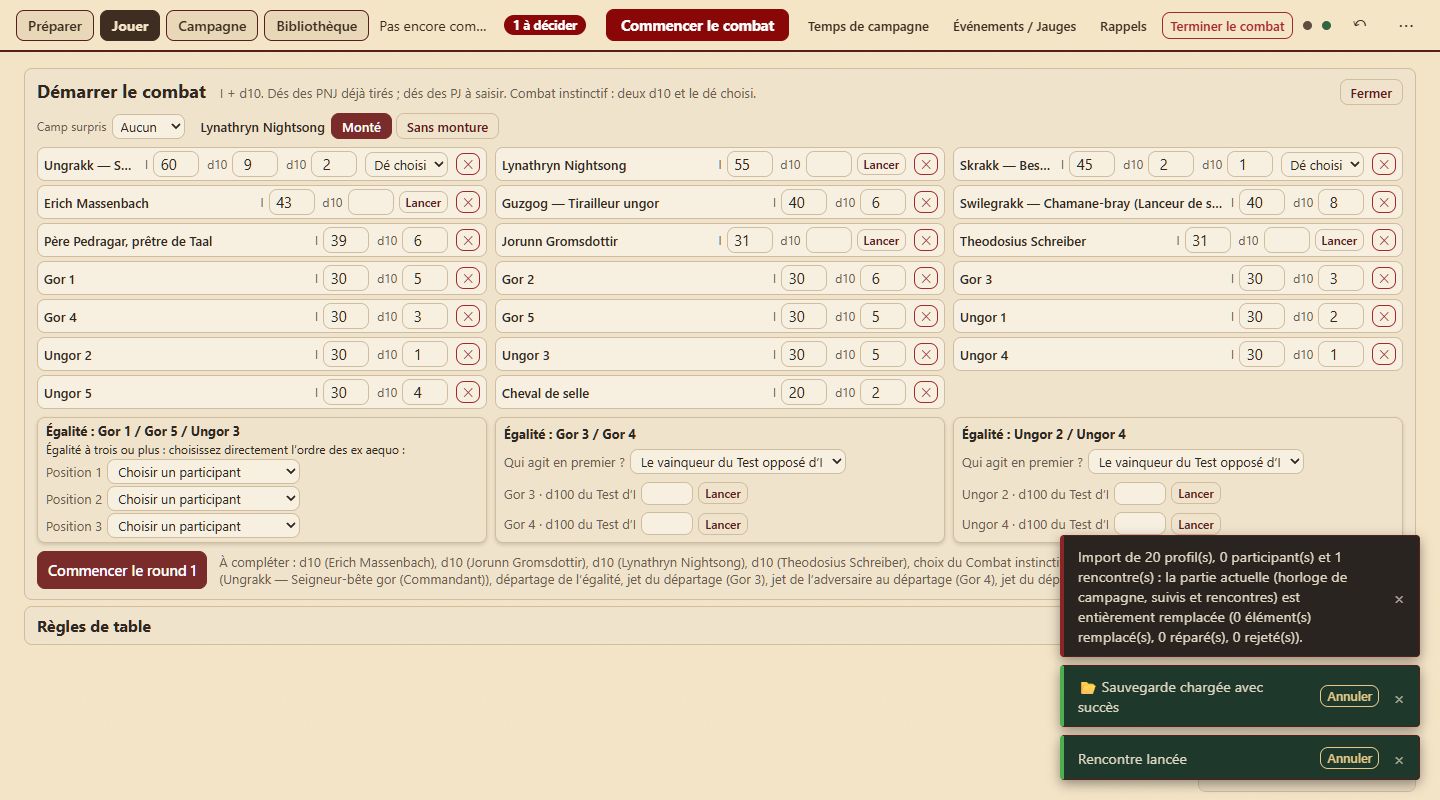 Préparer Jouer Campagne Bibliothèque Pas encore com... 1 à décider Commencer le combat Temps de campagne Événements / Jauges Rappels Terminer le combat ...
Démarrer le combat I + d10. Dés des PNJ déjà tirés ; dés des PJ à saisir. Combat instinctif : deux d10 et le dé choisi. Fermer
Camp surpris Aucun Lynathryn Nightsong Monté Sans monture
Ungrakk — S... I 60 d10 9 d10 2 Dé choisi
Lynathryn Nightsong I 55 d10 Lancer
Skrakk — Bes... I 45 d10 2 d10 1 Dé choisi
Erich Massenbach I 43 d10 Lancer
Guzgog — Tirailleur ungor I 40 d10 6
Swilegrakk — Chamane-bray (Lanceur de s... I 40 d10 8
Père Pedragar, prêtre de Taal I 39 d10 6
Jorunn Gromsdottir I 31 d10 Lancer
Theodosius Schreiber I 31 d10 Lancer
Gor 1 I 30 d10 5
Gor 2 I 30 d10 6
Gor 3 I 30 d10 3
Gor 4 I 30 d10 3
Gor 5 I 30 d10 5
Ungor 1 I 30 d10 2
Ungor 2 I 30 d10 1
Ungor 3 I 30 d10 5
Ungor 4 I 30 d10 1
Ungor 5 I 30 d10 4
Cheval de selle I 20 d10 2
Égalité : Gor 1 / Gor 5 / Ungor 3
Égalité à trois ou plus : choisissez directement l'ordre des ex aequo :
Position 1 Choisir un participant
Position 2 Choisir un participant
Position 3 Choisir un participant
Égalité : Gor 3 / Gor 4
Qui agit en premier ? Le vainqueur du Test opposé d'I
Gor 3 · d100 du Test d'I Lancer
Gor 4 · d100 du Test d'I Lancer
Égalité : Ungor 2 / Ungor 4
Qui agit en premier ? Le vainqueur du Test opposé d'I
Ungor 2 · d100 du Test d'I Lancer
Ungor 4 · d100 du Test d'I Lancer
Commencer le round 1
À compléter : d10 (Erich Massenbach), d10 (Jorunn Gromsdottir), d10 (Lynathryn Nightsong), d10 (Theodosius Schreiber), choix du Combat instincti
(Ungrakk — Seigneur-bête gor (Commandant)), départage de l'égalité, jet du départage (Gor 3), jet de l'adversaire au départage (Gor 4), jet du dép
Règles de table
Import de 20 profil(s), 0 participant(s) et 1
rencontre(s) : la partie actuelle (horloge de
campagne, suivis et rencontres) est
entièrement remplacée (0 élément(s)
remplacé(s), 0 réparé(s), 0 rejeté(s)).
Sauvegarde chargée avec
succès
Annuler
Rencontre lancée Annuler